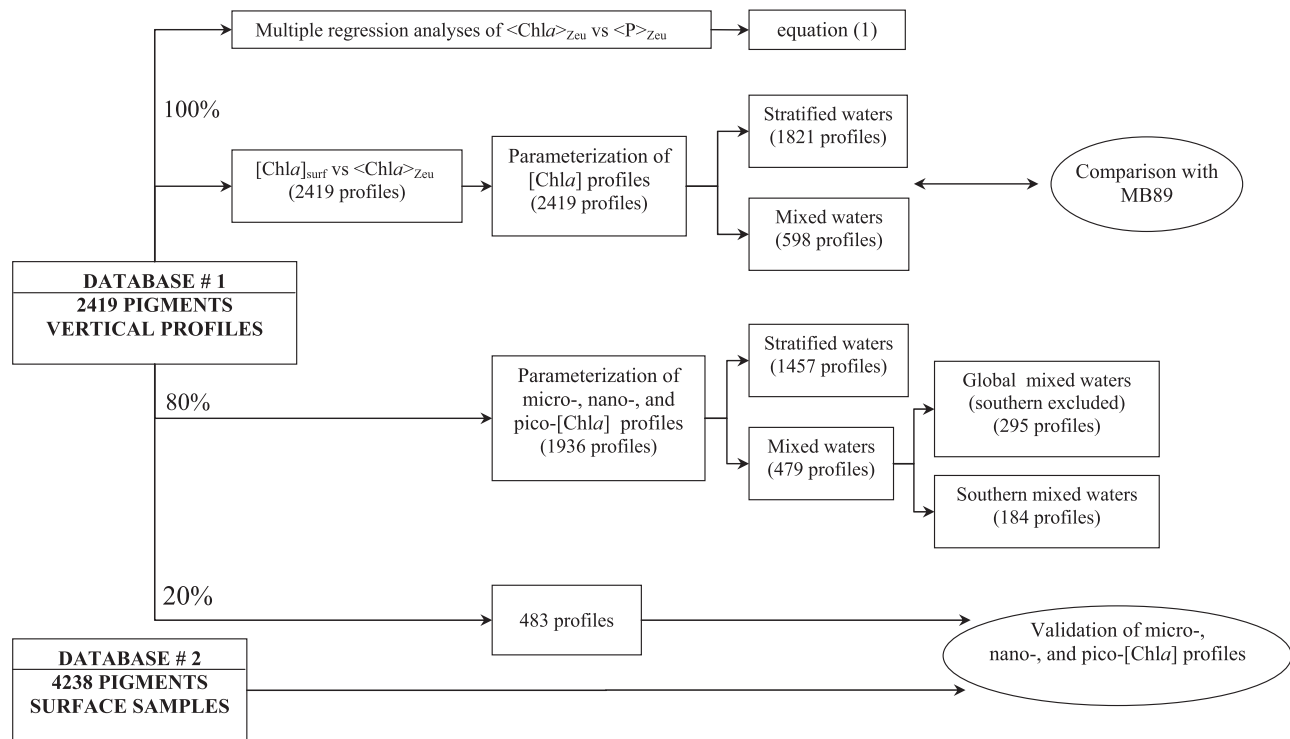 Multiple regression analyses of <Chla>Zeu vs <P>Zeu
equation (1)
100%
[Chla]surf vs <Chla>Zeu
(2419 profiles)
Parameterization of
[Chla] profiles
(2419 profiles)
Stratified waters
(1821 profiles)
Mixed waters
(598 profiles)
Comparison with
MB89
DATABASE # 1
2419 PIGMENTS
VERTICAL PROFILES
80%
Parameterization of
micro-, nano-, and
pico-[Chla] profiles
(1936 profiles)
Stratified waters
(1457 profiles)
Mixed waters
(479 profiles)
Global mixed waters
(southern excluded)
(295 profiles)
Southern mixed waters
(184 profiles)
20%
483 profiles
DATABASE # 2
4238 PIGMENTS
SURFACE SAMPLES
Validation of micro-,
nano-, and pico-[Chla] profiles